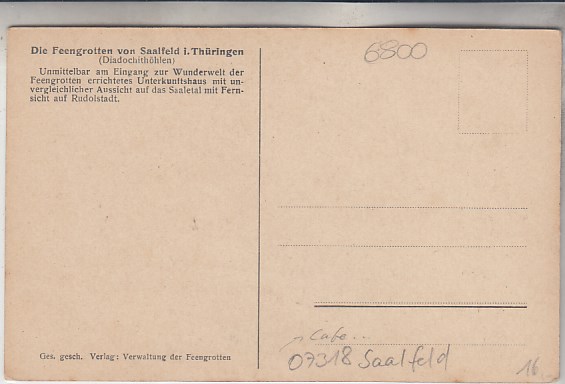 Die Feengrotten von Saalfeld i. Thüringen
(Diadochithöhlen)
Unmittelbar am Eingang zur Wunderwelt der
Feengrotten errichtetes Unterkunftshaus mit un-
vergleichlicher Aussicht auf das Saaletal mit Fern-
sicht auf Rudolstadt.
Ges. gesch. Verlag: Verwaltung der Feengrotten
6800
Cafe...
07318 Saalfeld
16.